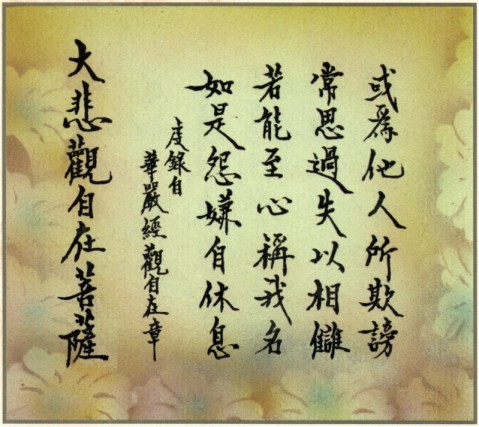 或為他人所欺謗
常思過失以相讎
若能至心稱我名
如是怨嫌自休息
度錄自
華嚴經觀自在章
大悲觀自在菩薩